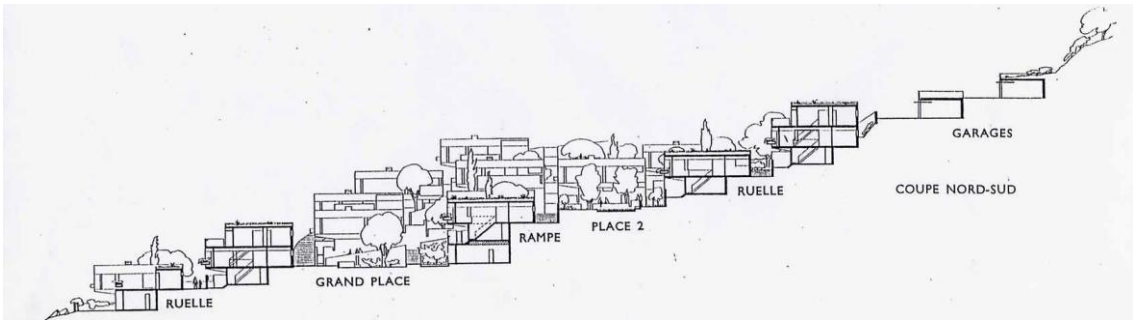 GARAGES
COUPE NORD-SUD
RUELLE
PLACE 2
RAMPE
GRAND PLACE
RUELLE